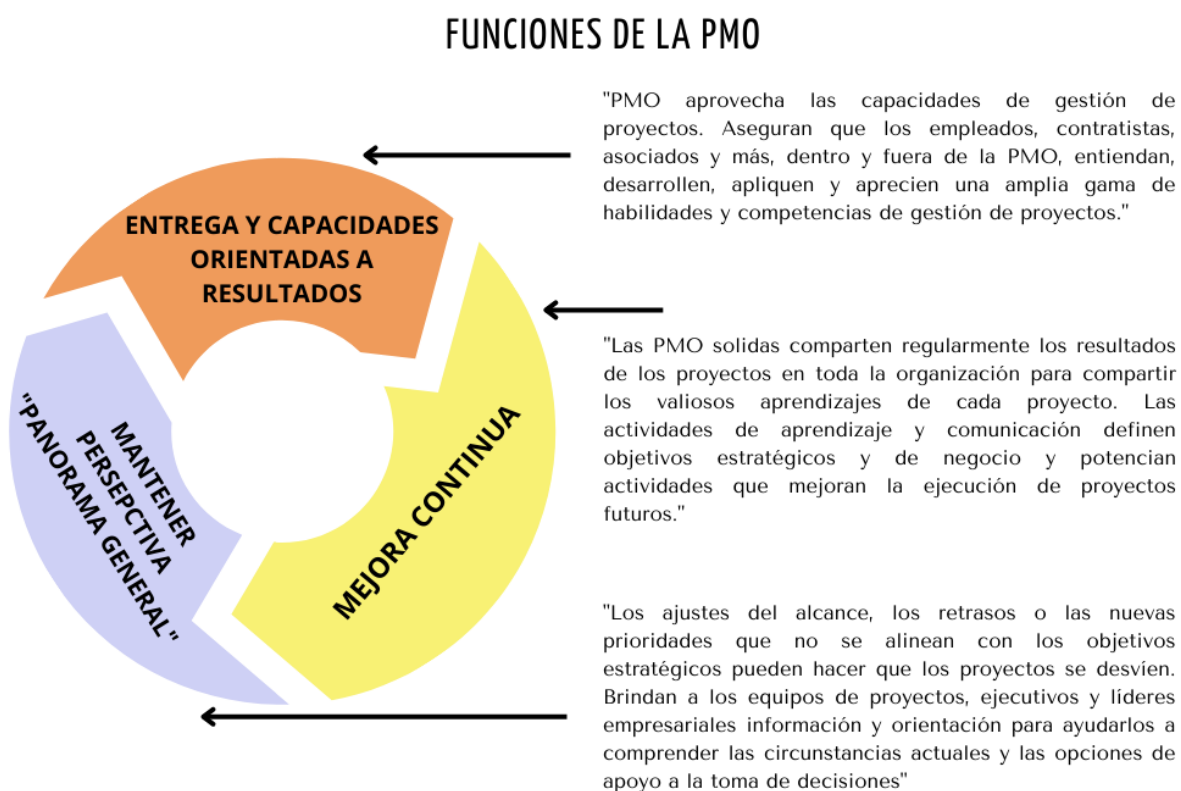 FUNCIONES DE LA PMO
"PMO aprovecha las capacidades de gestión de
proyectos. Aseguran que los empleados, contratistas,
asociados y más, dentro y fuera de la PMO, entiendan,
desarrollen, apliquen y aprecien una amplia gama de
habilidades y competencias de gestión de proyectos."
ENTREGA Y CAPACIDADES
ORIENTADAS A
RESULTADOS
"Las PMO solidas comparten regularmente los resultados
de los proyectos en toda la organización para compartir
los valiosos aprendizajes de cada proyecto. Las
actividades de aprendizaje y comunicación definen
objetivos estratégicos y de negocio y potencian
actividades que mejoran la ejecución de proyectos
futuros."
MEJORA CONTINUA
MANTENER
PERSEPCTIVA
"PANORAMA GENERAL"
"Los ajustes del alcance, los retrasos o las nuevas
prioridades que no se alinean con los objetivos
estratégicos pueden hacer que los proyectos se desvíen.
Brindan a los equipos de proyectos, ejecutivos y líderes
empresariales información y orientación para ayudarlos a
comprender las circunstancias actuales y las opciones de
apoyo a la toma de decisiones"